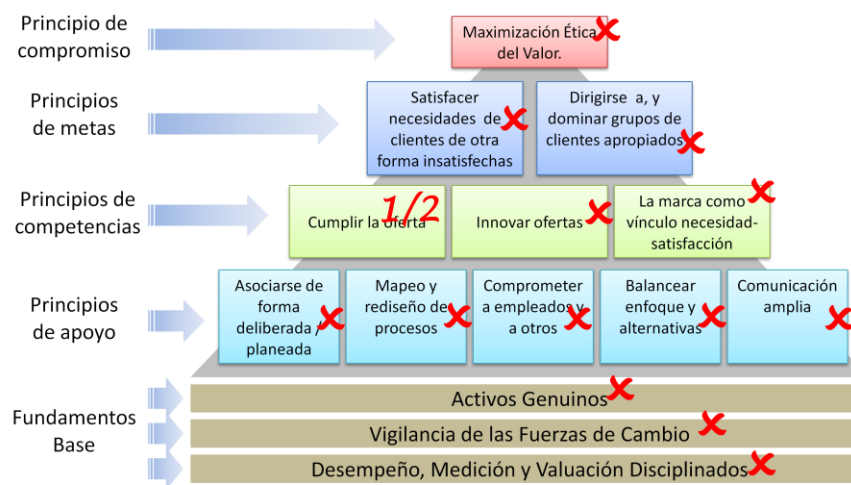 Principio de
compromiso
Maximización Ética
del Valor.
Principios
de metas
Satisfacer
necesidades de
clientes de otra
forma insatisfechas
Dirigirse a, y
dominar grupos de
clientes apropiados
Principios de
competencias
Cumplir la oferta
1/2
Innovar ofertas
La marca como
vínculo necesidad-
satisfacción
Principios
de apoyo
Asociarse de
forma
deliberada /
planeada
Mapeo y
rediseño de
procesos
Comprometer
a empleados y
a otros
Balancear
enfoque y
alternativas
Comunicación
amplia
Fundamentos
Base
Activos Genuinos
Vigilancia de las Fuerzas de Cambio
Desempeño, Medición y Valuación Disciplinados